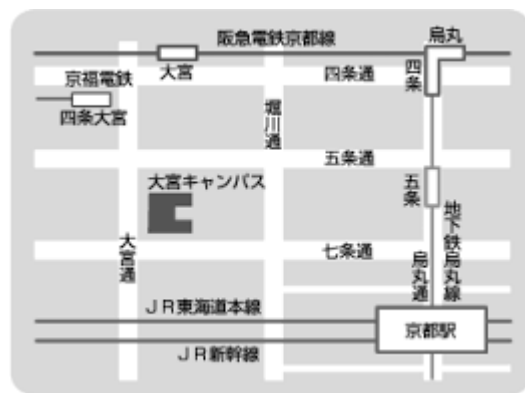 阪急電鉄京都線
烏丸
京福電鉄
大宮
四条通
四条
四条大宮
堀川通
五条通
大宮キャンパス
五条
大宮通
七条通
烏丸通
地下鉄烏丸線
JR東海道本線
京都駅
JR新幹線